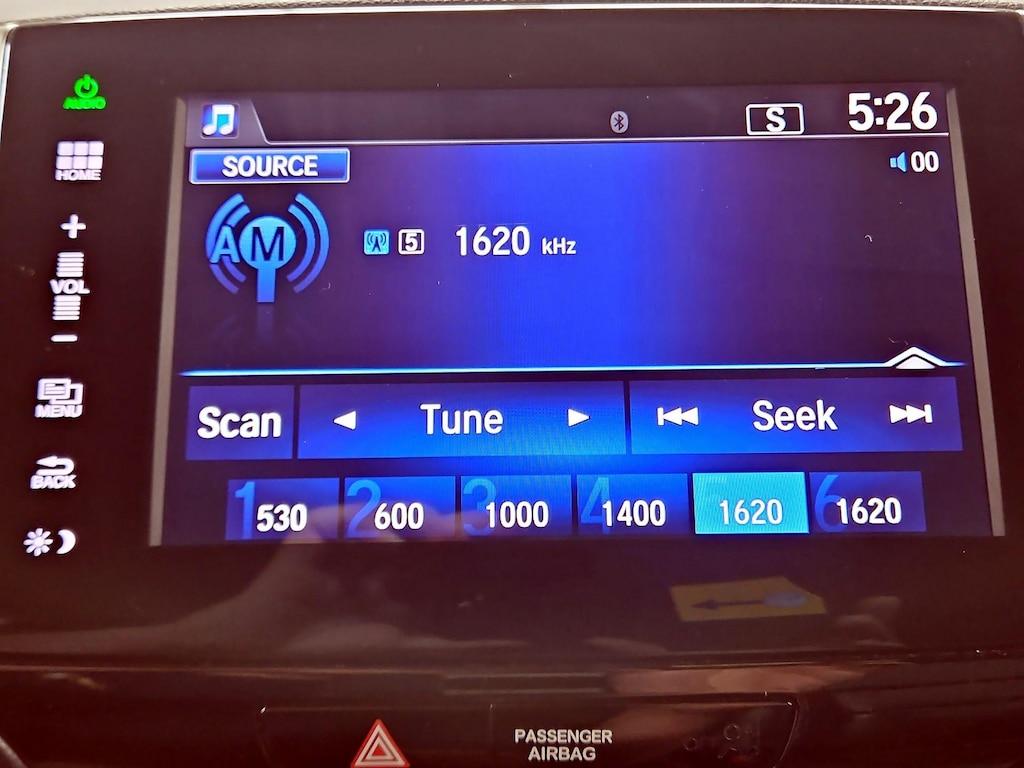 AUDIO
HOME
+
VOL
-
MENU
BACK
S
5:26
SOURCE
00
AM
5
1620 kHz
Scan
Tune
Seek
1 530
2 600
3 1000
4 1400
1620
6 1620
PASSENGER
AIRBAG